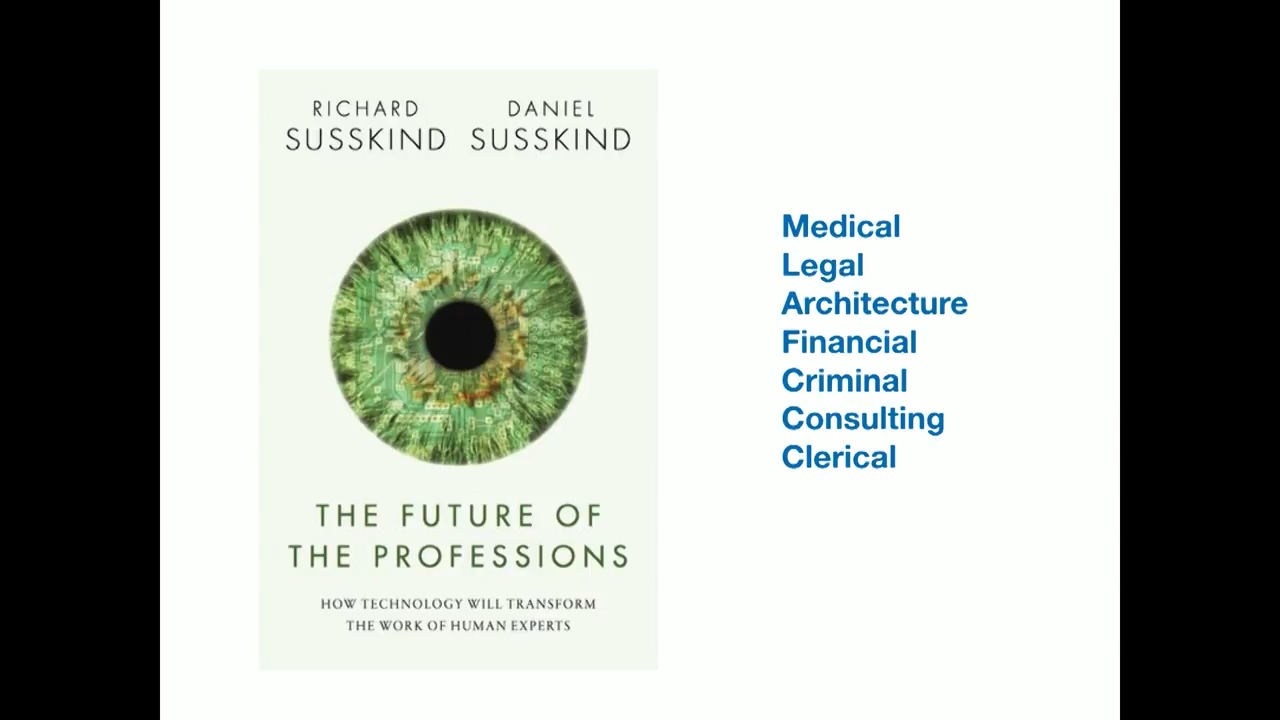 RICHARD DANIEL
SUSSKIND SUSSKIND
THE FUTURE OF
THE PROFESSIONS
HOW TECHNOLOGY WILL TRANSFORM
THE WORK OF HUMAN EXPERTS
Medical
Legal
Architecture
Financial
Criminal
Consulting
Clerical